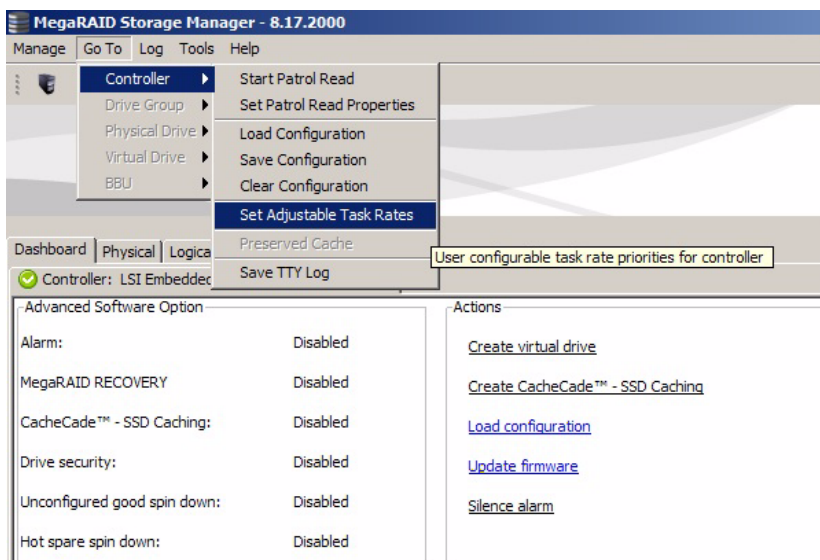 MegaRAID Storage Manager - 8.17.2000
Manage Go To Log Tools Help
Controller
Drive Group
Physical Drive
Virtual Drive
BBU
Start Patrol Read
Set Patrol Read Properties
Load Configuration
Save Configuration
Clear Configuration
Set Adjustable Task Rates
Preserved Cache
Save TTY Log
User configurable task rate priorities for controller
Dashboard Physical Logica
Controller: LSI Embedded
Advanced Software Option
Alarm: Disabled
MegaRAID RECOVERY Disabled
CacheCade™ - SSD Caching: Disabled
Drive security: Disabled
Unconfigured good spin down: Disabled
Hot spare spin down: Disabled
Actions
Create virtual drive
Create CacheCade™ - SSD Caching
Load configuration
Update firmware
Silence alarm